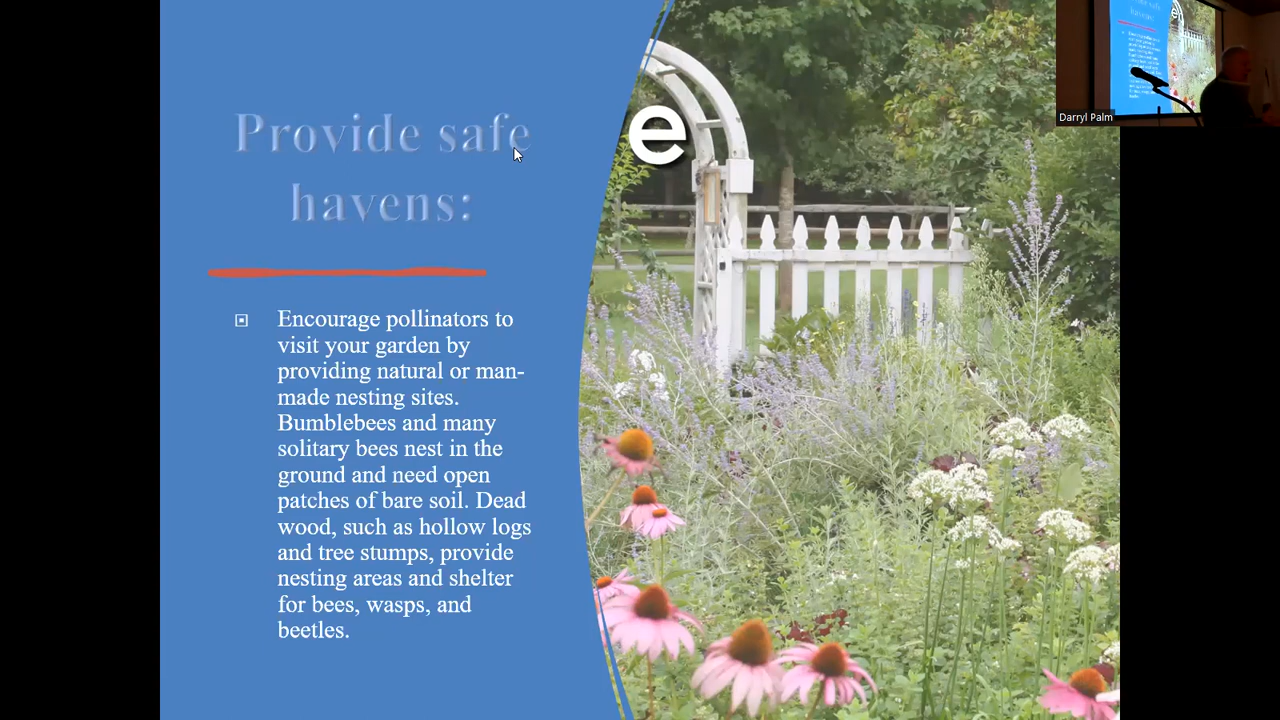 Provide safe
havens:
e
Encourage pollinators to
visit your garden by
providing natural or man-
made nesting sites.
Bumblebees and many
solitary bees nest in the
ground and need open
patches of bare soil. Dead
wood, such as hollow logs
and tree stumps, provide
nesting areas and shelter
for bees, wasps, and
beetles.
Darryl Palm